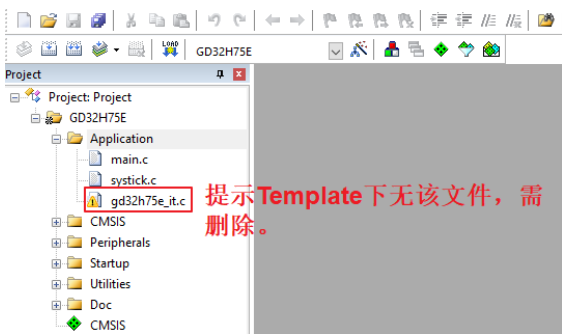 LOAD
GD32H75E
Project
Project: Project
GD32H75E
Application
main.c
systick.c
gd32h75e_it.c
提示Template下无该文件，需
删除。
CMSIS
Peripherals
Startup
Utilities
Doc
CMSIS